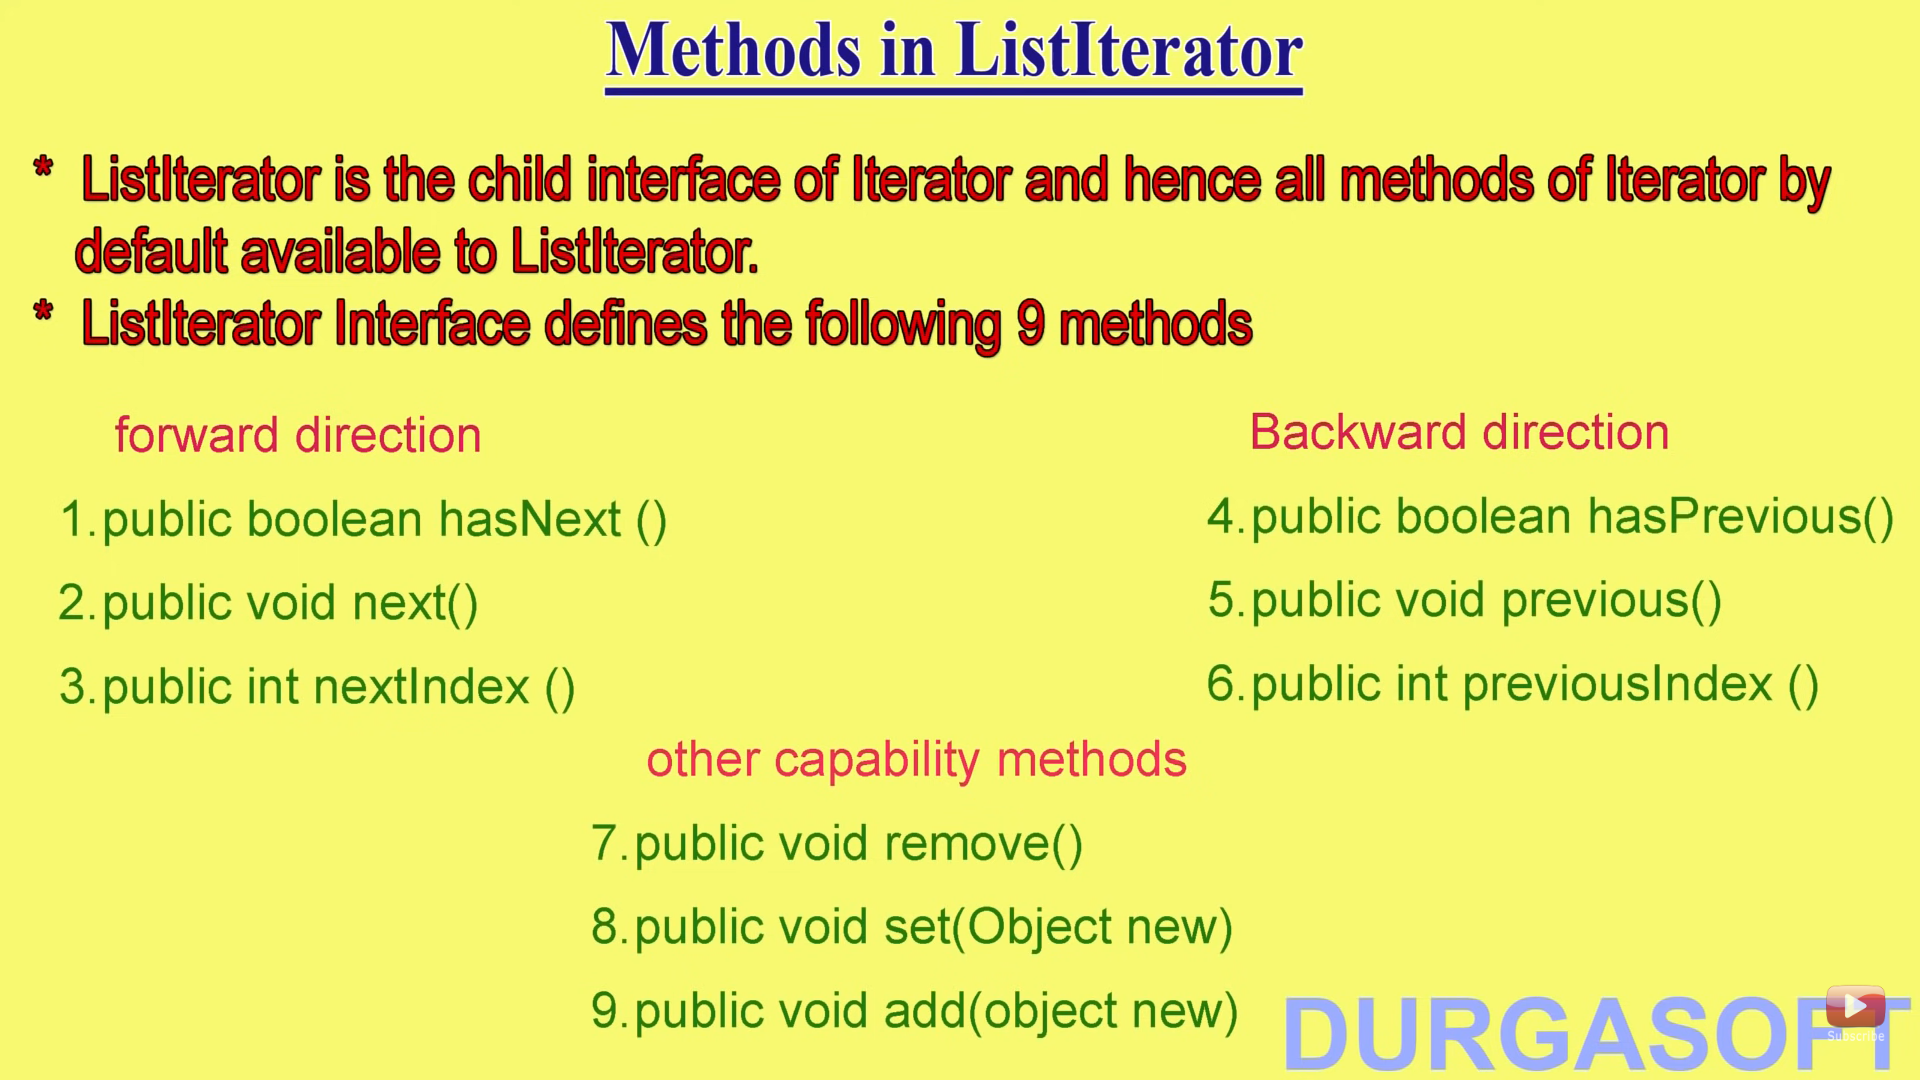 Methods in ListIterator
* ListIterator is the child interface of Iterator and hence all methods of Iterator by
default available to ListIterator.
* ListIterator Interface defines the following 9 methods
forward direction
1.public boolean hasNext ()
2.public void next()
3.public int nextIndex ()
Backward direction
4.public boolean hasPrevious()
5.public void previous()
6.public int previousIndex ()
other capability methods
7.public void remove()
8.public void set(Object new)
9.public void add(object new)
DURGASOFT
Subscribe